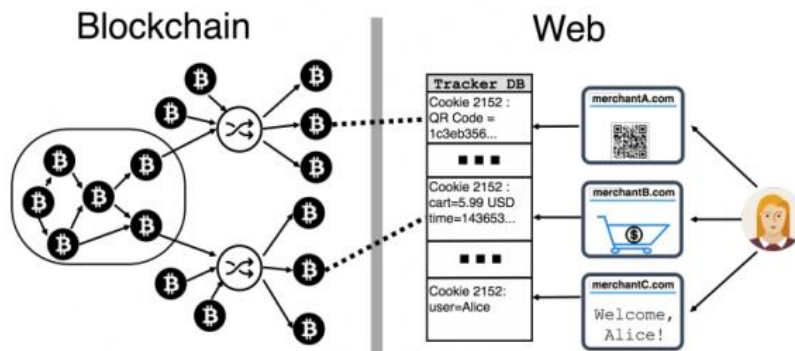 Blockchain
Web
Tracker DB
Cookie 2152 :
QR Code =
1c3eb356...
Cookie 2152 :
cart=5.99 USD
time=143653...
Cookie 2152:
user=Alice
merchantA.com
merchantB.com
$
merchantC.com
Welcome,
Alice!